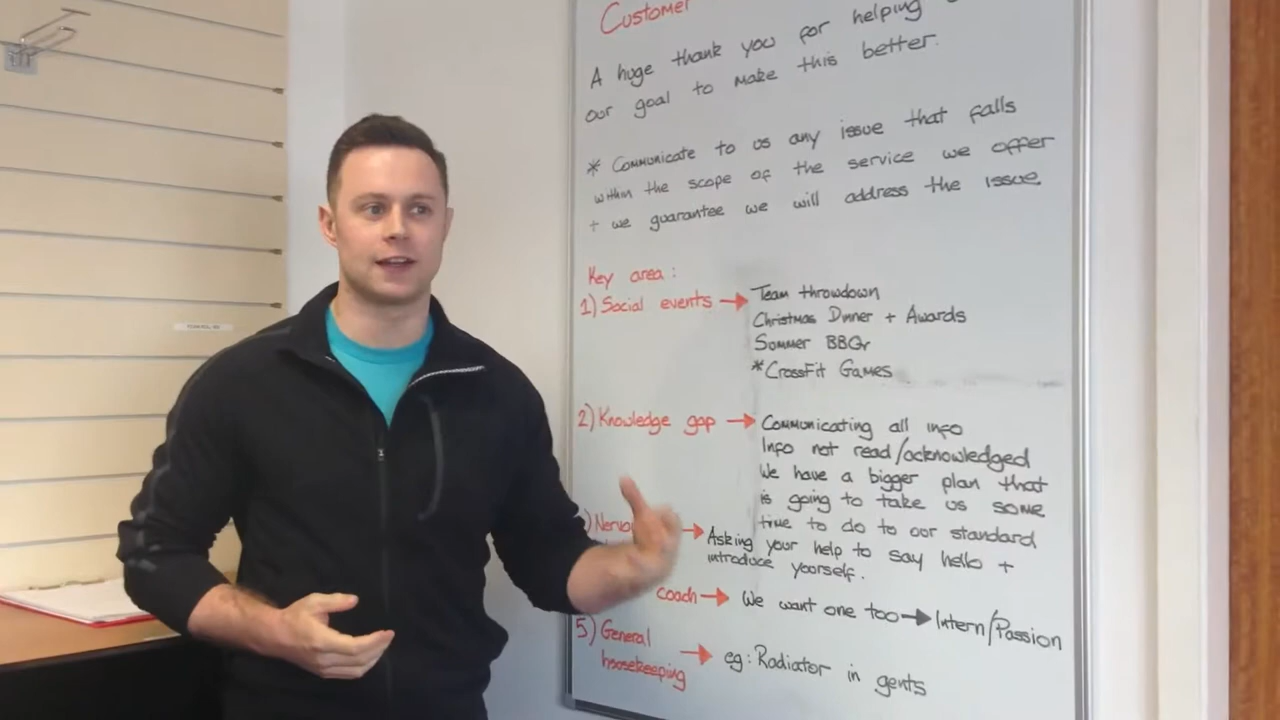 Customer
A huge thank you for helping
our goal to make this better.
* Communicate to us any issue that falls
within the scope of the service we offer
+ we guarantee we will address the issue
Key area:
1) Social events → Team throwdown
Christmas Dinner + Awards
Summer BBQ
*CrossFit Games
2) Knowledge gap → Communicating all info
Info not read/acknowledged
We have a bigger plan that
is going to take us some
time to do to our standard
) → Asking your help to say hello +
introduce yourself.
coach → We want one too → Intern/Passion
5) General
housekeeping → eg: Radiator in gents